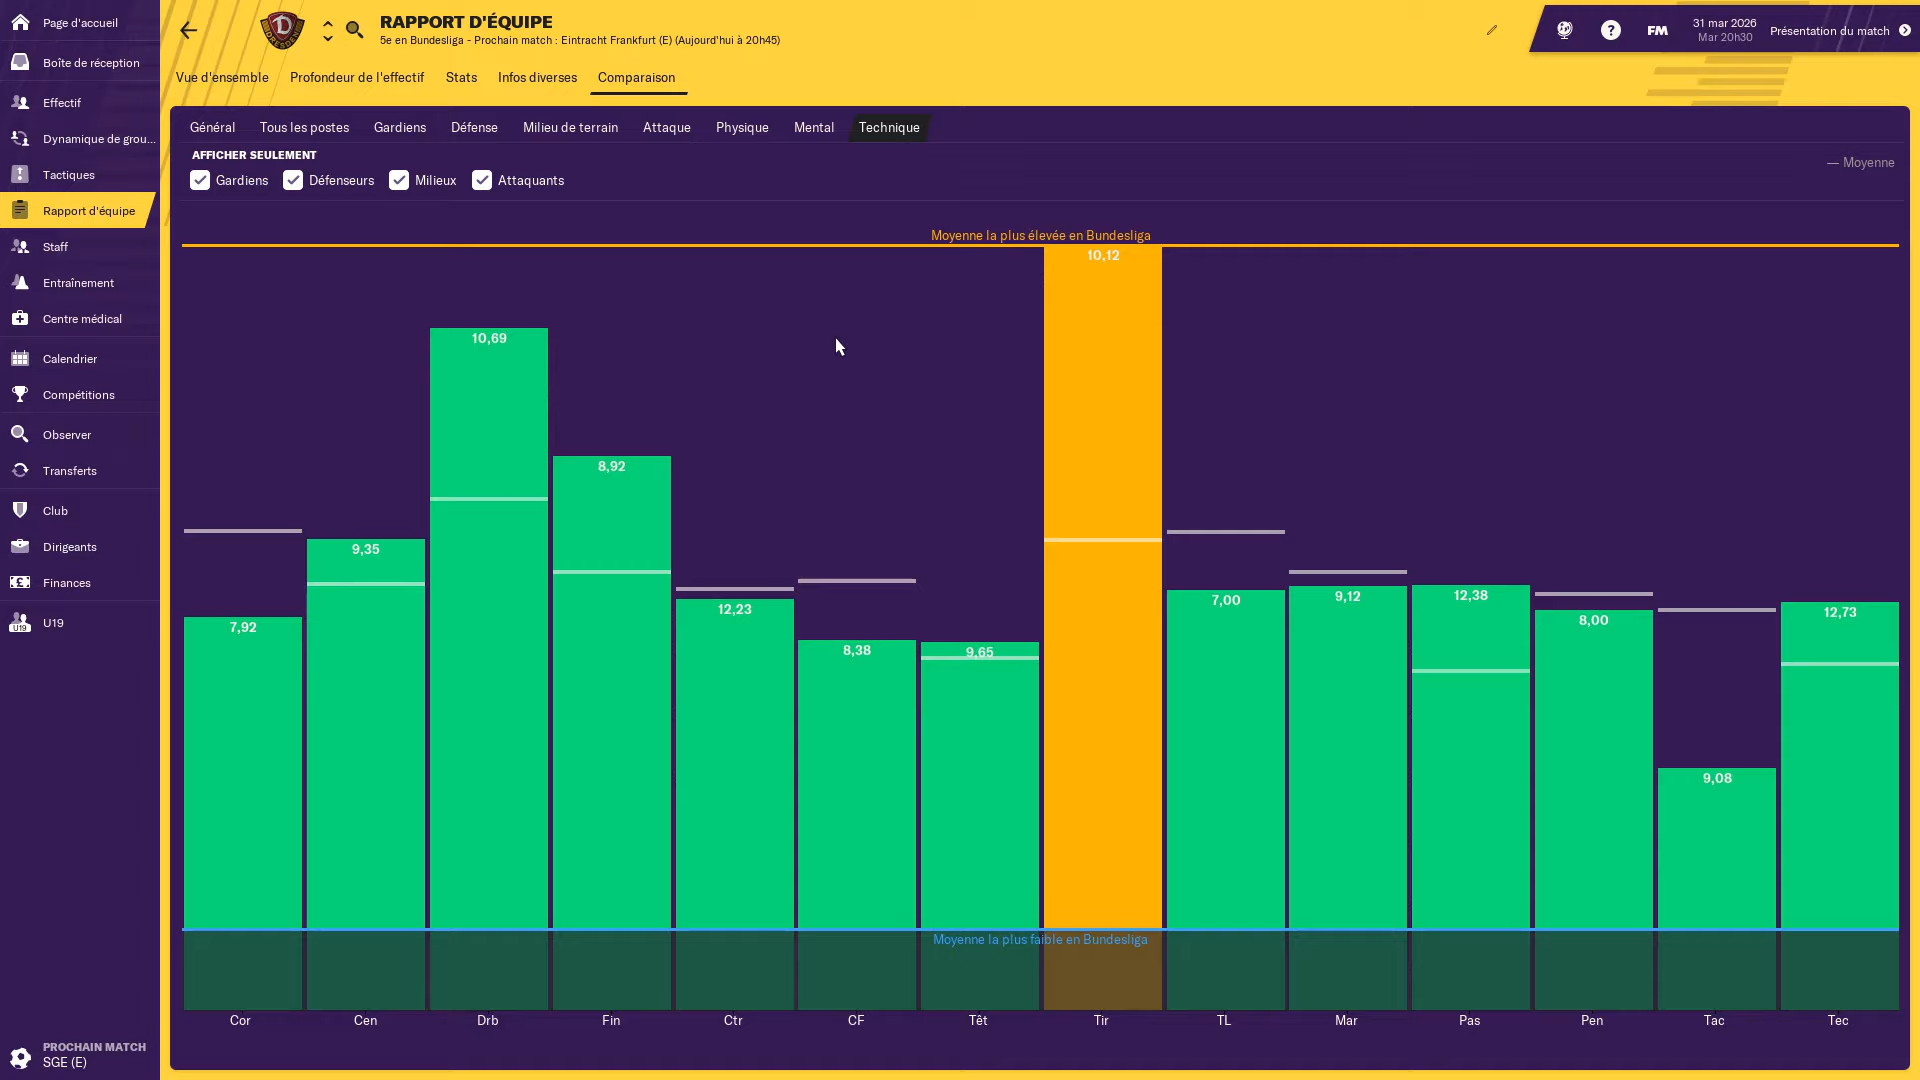 Page d'accueil
Boîte de réception
Effectif
Dynamique de grou...
Tactiques
Rapport d'équipe
Staff
Entraînement
Centre médical
Calendrier
Compétitions
Observer
Transferts
Club
Dirigeants
Finances
U19
U19
PROCHAIN MATCH
SGE (E)
RAPPORT D'ÉQUIPE
5e en Bundesliga - Prochain match : Eintracht Frankfurt (E) (Aujourd'hui à 20h45)
FM
31 mar 2026
Mar 20h30
Présentation du match
Vue d'ensemble Profondeur de l'effectif Stats Infos diverses Comparaison
Général Tous les postes Gardiens Défense Milieu de terrain Attaque Physique Mental Technique
AFFICHER SEULEMENT
Gardiens Défenseurs Milieux Attaquants
— Moyenne
Moyenne la plus élevée en Bundesliga
7,92 9,35 10,69 8,92 12,23 8,38 9,65 10,12 7,00 9,12 12,38 8,00 9,08 12,73
Moyenne la plus faible en Bundesliga
Cor Cen Drb Fin Ctr CF Têt Tir TL Mar Pas Pen Tac Tec